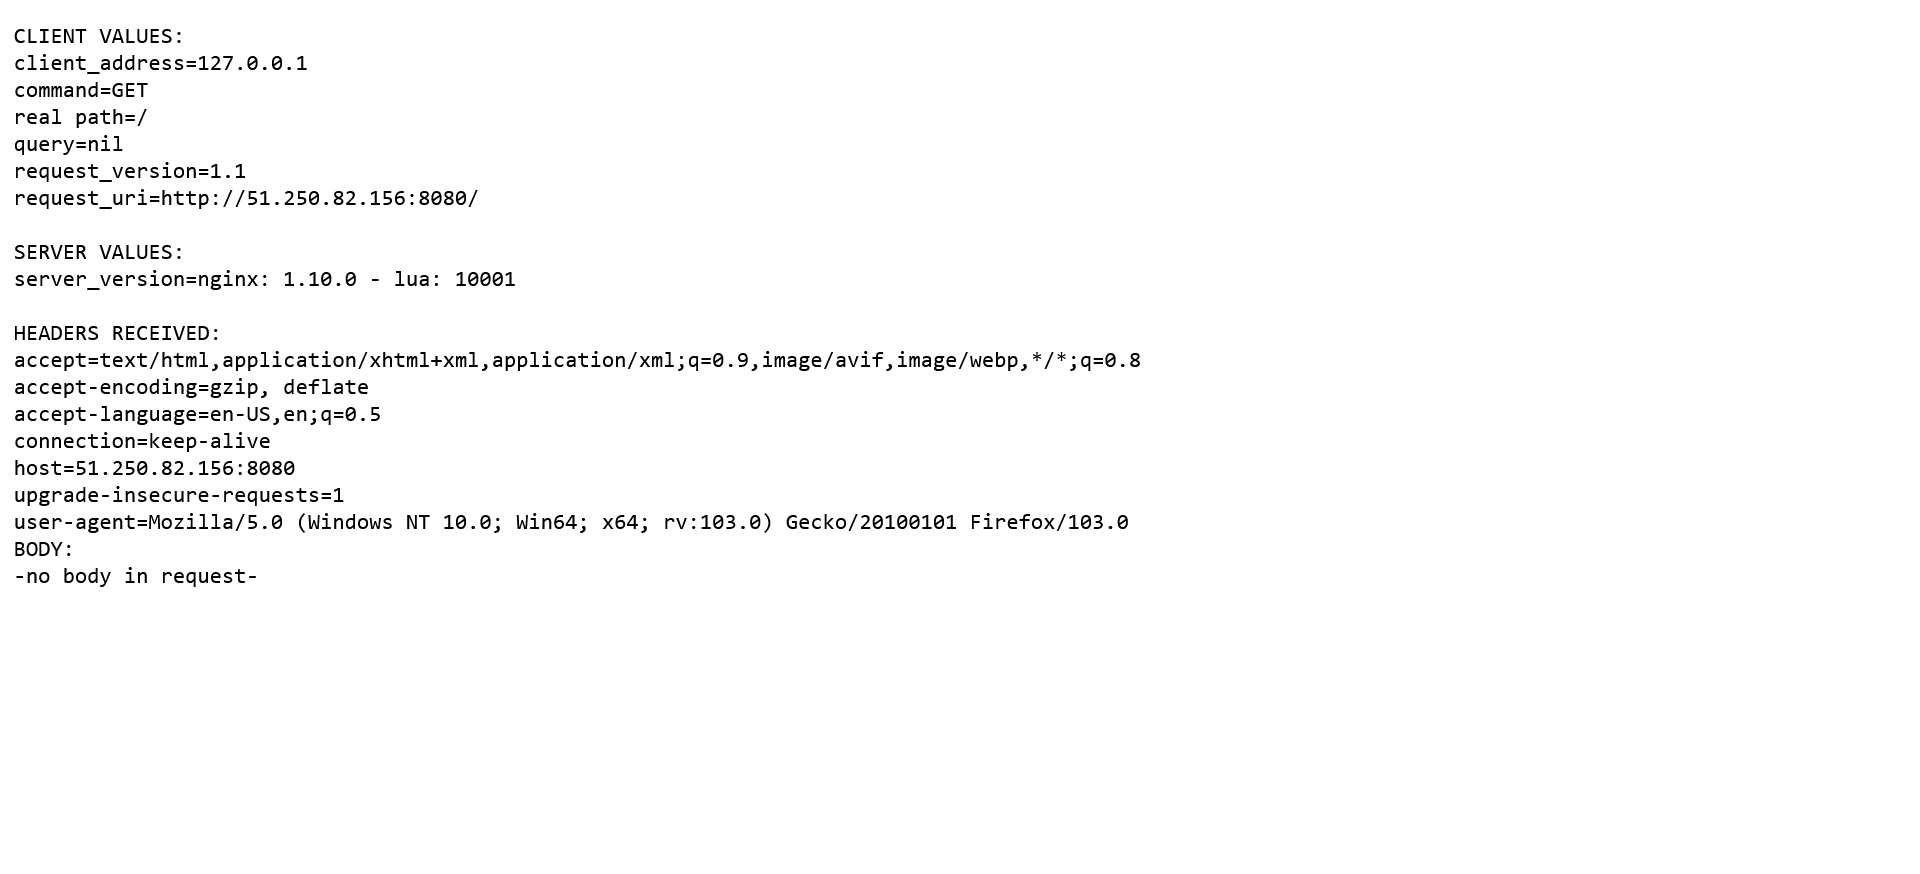 CLIENT VALUES:
client_address=127.0.0.1
command=GET
real path=/
query=nil
request_version=1.1
request_uri=http://51.250.82.156:8080/
SERVER VALUES:
server_version=nginx: 1.10.0 - lua: 10001
HEADERS RECEIVED:
accept=text/html,application/xhtml+xml,application/xml;q=0.9,image/avif,image/webp,*/*;q=0.8
accept-encoding=gzip, deflate
accept-language=en-US,en;q=0.5
connection=keep-alive
host=51.250.82.156:8080
upgrade-insecure-requests=1
user-agent=Mozilla/5.0 (Windows NT 10.0; Win64; x64; rv:103.0) Gecko/20100101 Firefox/103.0
BODY:
-no body in request-